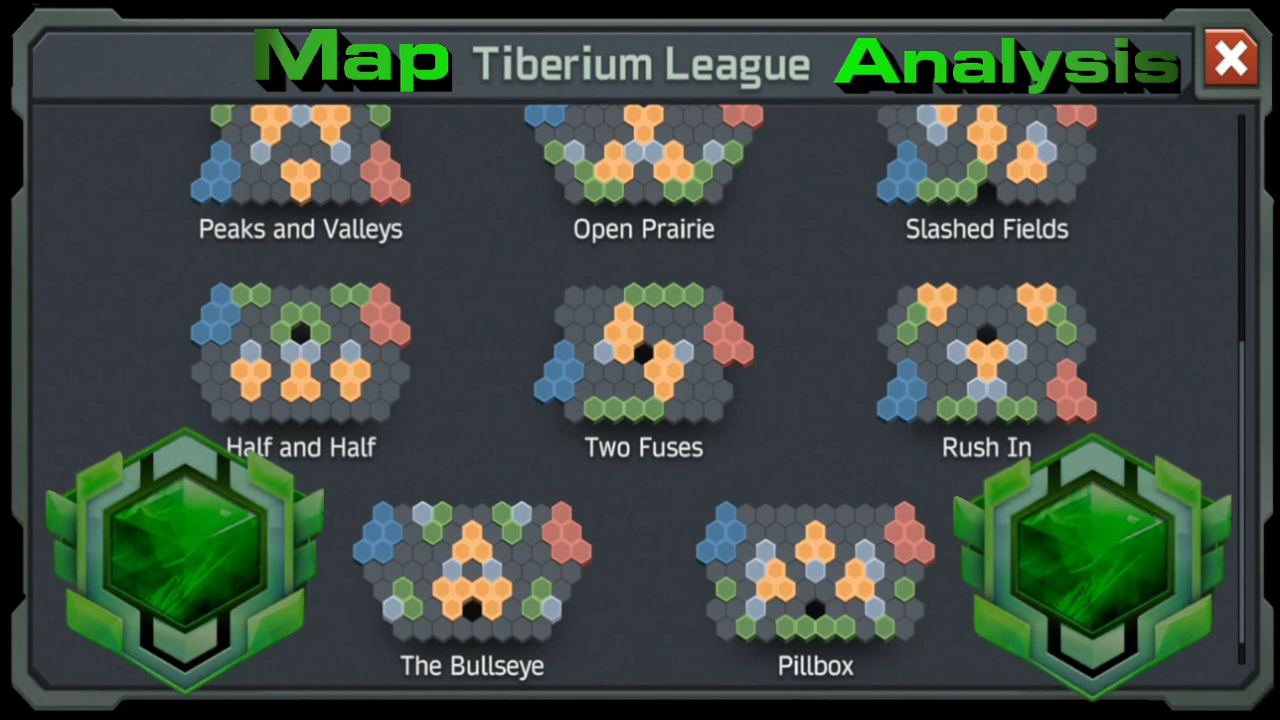 Map Tiberium League Analysis
Peaks and Valleys
Open Prairie
Slashed Fields
Half and Half
Two Fuses
Rush In
The Bullseye
Pillbox